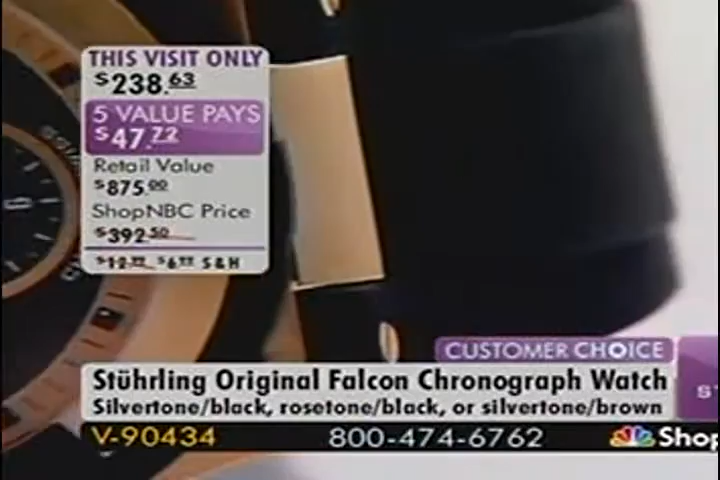 THIS VISIT ONLY
$238.63
5 VALUE PAYS
$47.72
Retail Value
$875.00
ShopNBC Price
$392.50
S & H
CUSTOMER CHOICE
Stührling Original Falcon Chronograph Watch
Silvertone/black, rosetone/black, or silvertone/brown
V-90434 800-474-6762 Shop